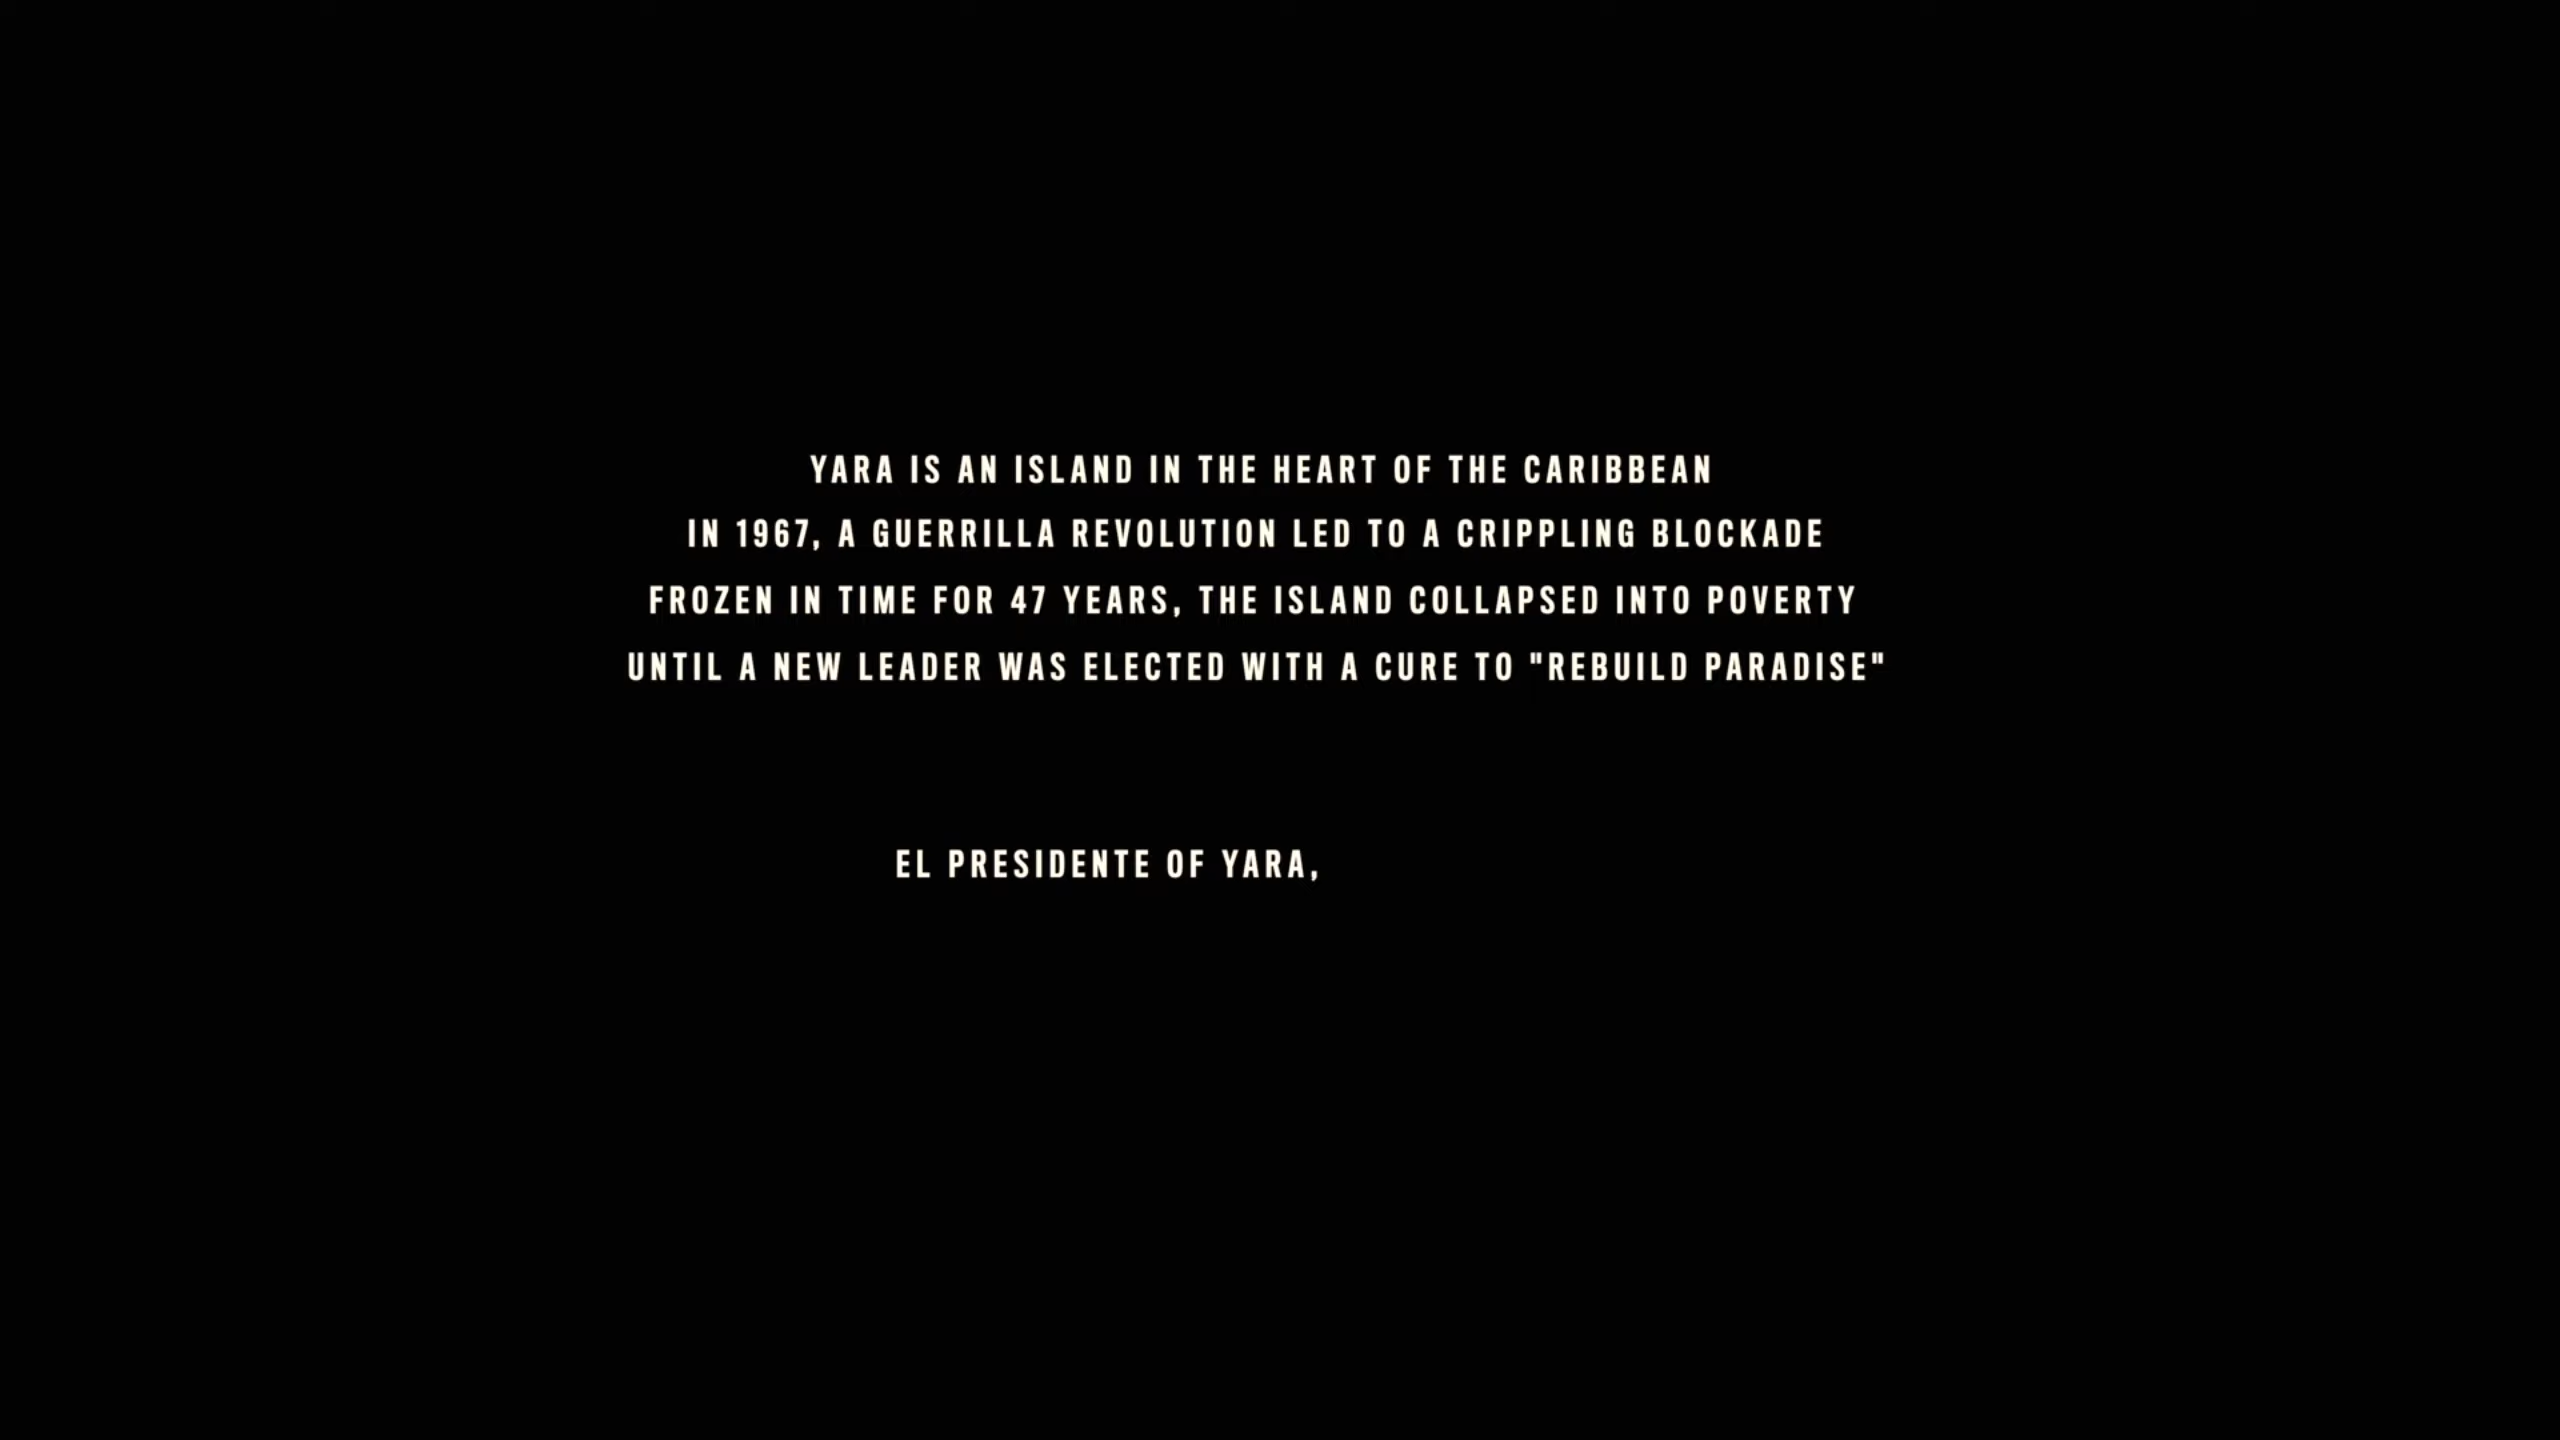 YARA IS AN ISLAND IN THE HEART OF THE CARIBBEAN
IN 1967, A GUERRILLA REVOLUTION LED TO A CRIPPLING BLOCKADE
FROZEN IN TIME FOR 47 YEARS, THE ISLAND COLLAPSED INTO POVERTY
UNTIL A NEW LEADER WAS ELECTED WITH A CURE TO "REBUILD PARADISE"
EL PRESIDENTE OF YARA,